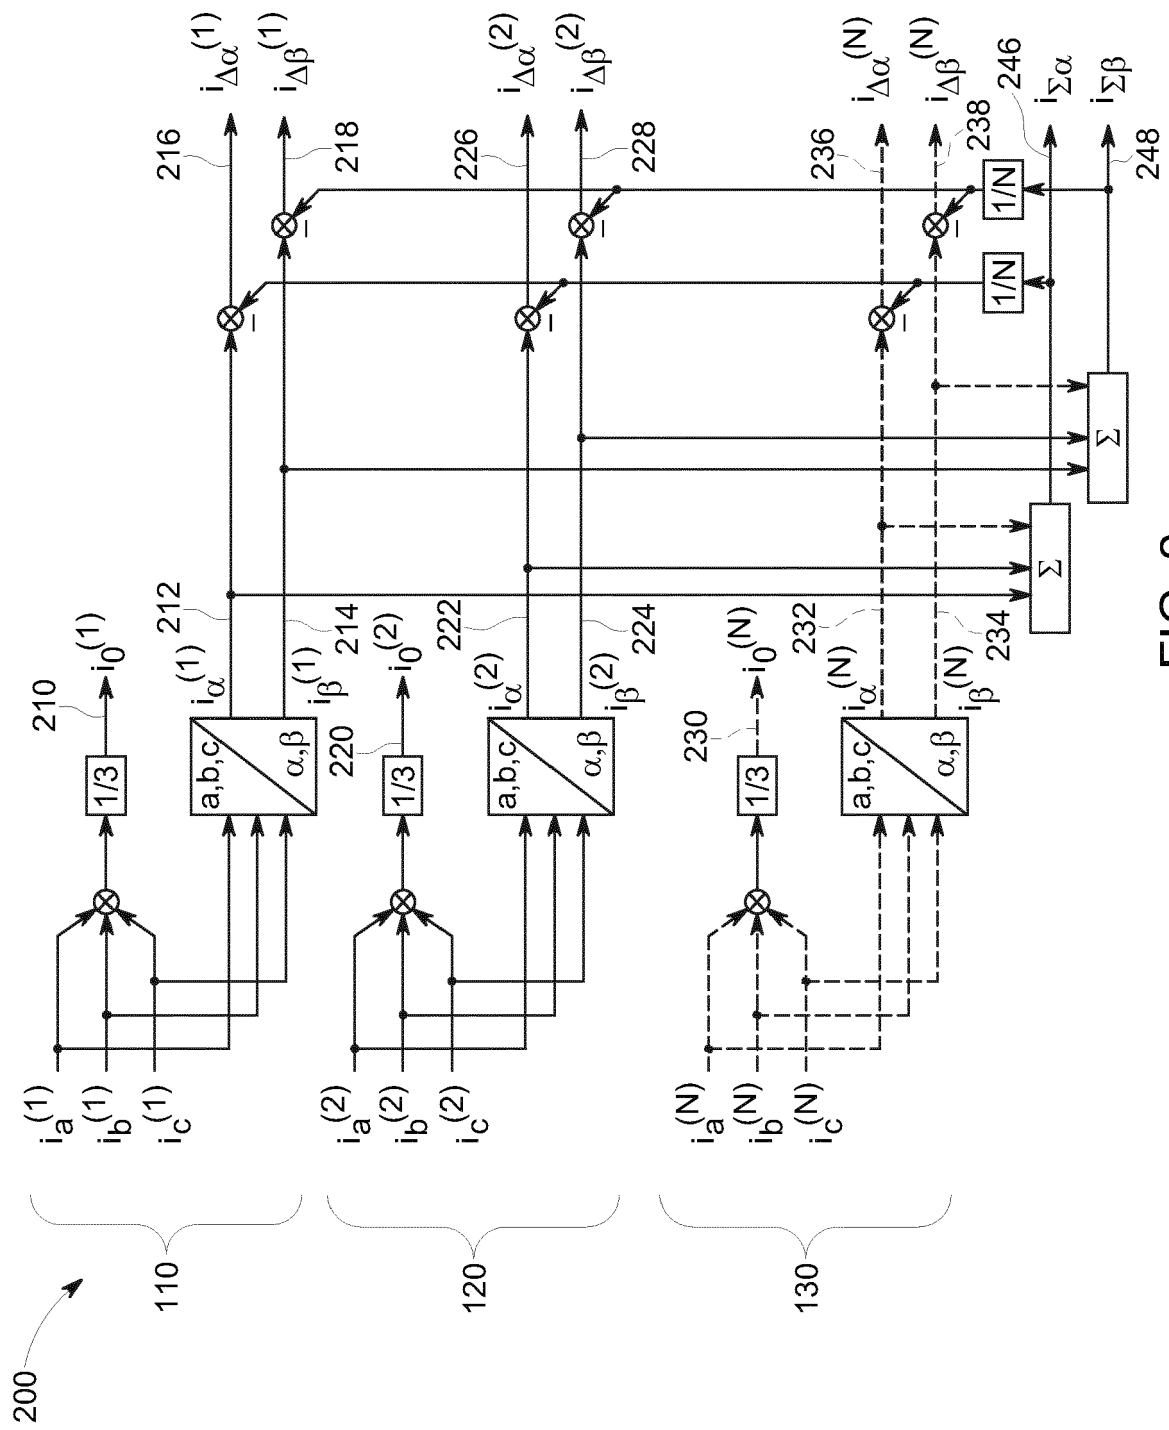 200
110
i_a^(1)
i_b^(1)
i_c^(1)
1/3
210
i_0^(1)
a,b,c
α,β
i_α^(1)
212
i_β^(1)
214
−
−
216
218
i_Δα^(1)
i_Δβ^(1)
120
i_a^(2)
i_b^(2)
i_c^(2)
1/3
220
i_0^(2)
a,b,c
α,β
i_α^(2)
222
i_β^(2)
224
−
−
226
228
i_Δα^(2)
i_Δβ^(2)
130
i_a^(N)
i_b^(N)
i_c^(N)
1/3
230
i_0^(N)
a,b,c
α,β
i_α^(N)
232
i_β^(N)
234
−
−
236
238
i_Δα^(N)
i_Δβ^(N)
1/N
1/N
Σ
246
i_Σα
Σ
248
i_Σβ
FIG.